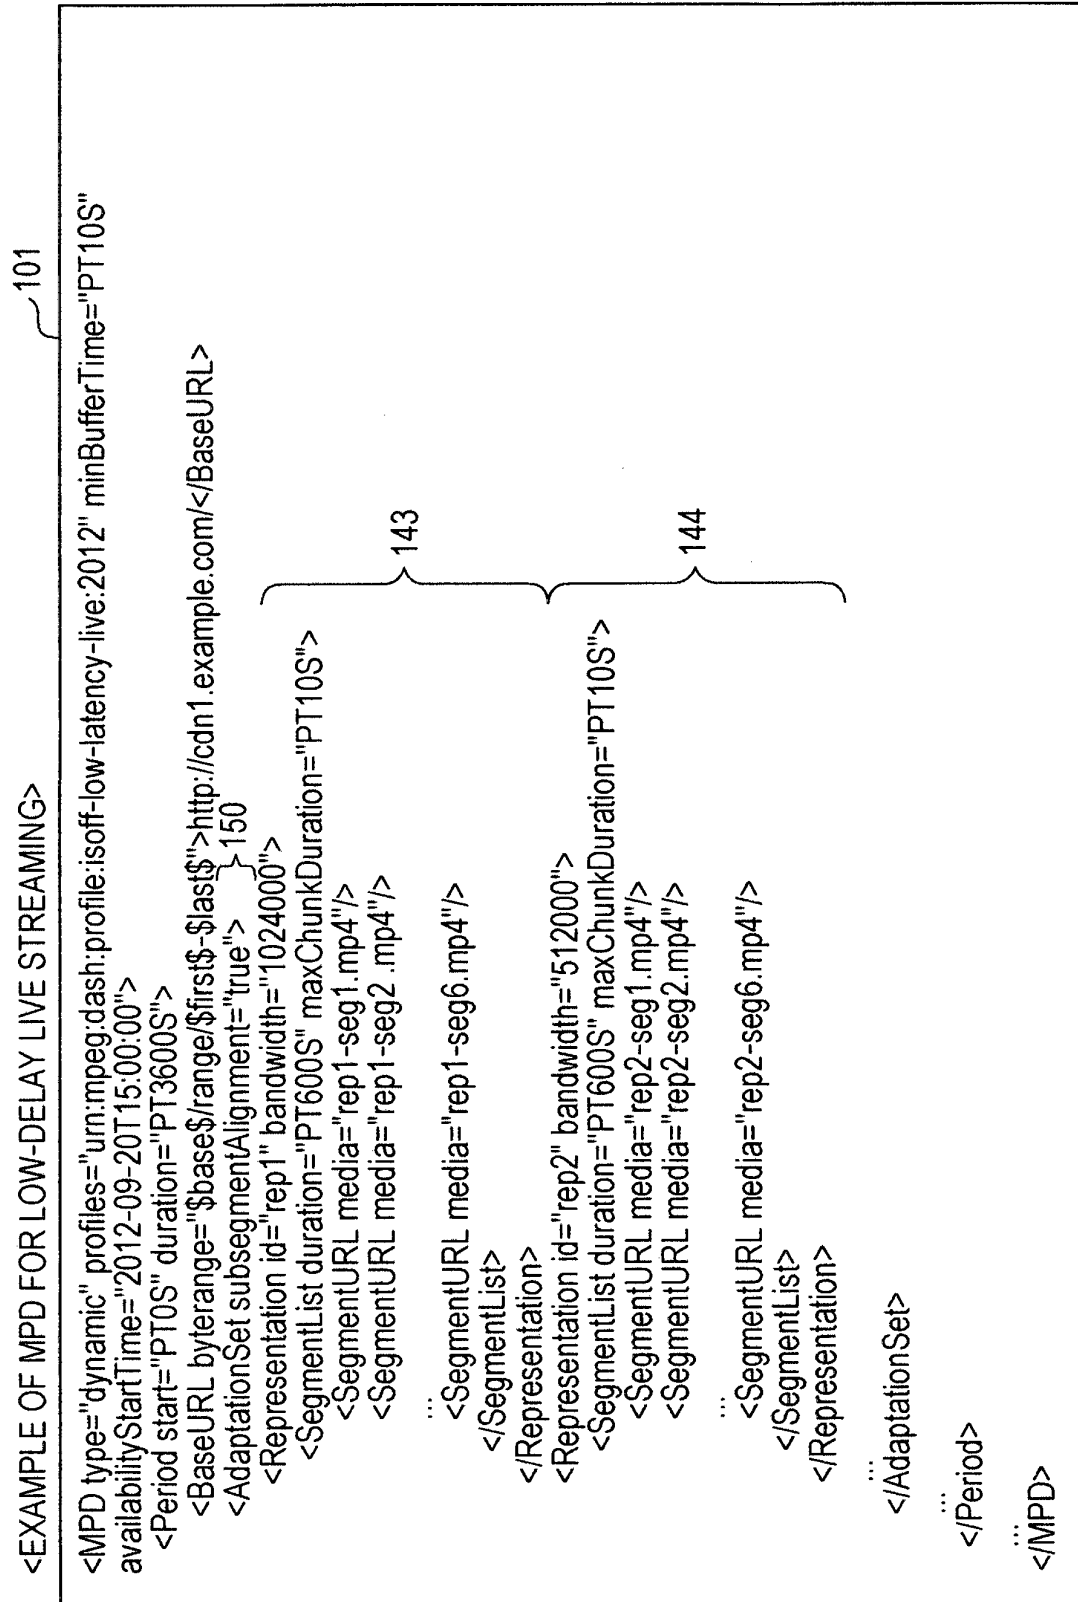 <EXAMPLE OF MPD FOR LOW-DELAY LIVE STREAMING>
101
<MPD type="dynamic" profiles="urn:mpeg:dash:profile:isoff-low-latency-live:2012" minBufferTime="PT10S"
availabilityStartTime="2012-09-20T15:00:00">
<Period start="PT0S" duration="PT3600S">
<BaseURL byterange="$base$/range/$first$-$last$">http://cdn1.example.com/</BaseURL>
<AdaptationSet subsegmentAlignment="true">
150
<Representation id="rep1" bandwidth="1024000">
<SegmentList duration="PT600S" maxChunkDuration="PT10S">
<SegmentURL media="rep1-seg1.mp4"/>
<SegmentURL media="rep1-seg2 .mp4"/>
143
...
<SegmentURL media="rep1-seg6.mp4"/>
</SegmentList>
</Representation>
<Representation id="rep2" bandwidth="512000">
<SegmentList duration="PT600S" maxChunkDuration="PT10S">
<SegmentURL media="rep2-seg1.mp4"/>
<SegmentURL media="rep2-seg2.mp4"/>
144
...
<SegmentURL media="rep2-seg6.mp4"/>
</SegmentList>
</Representation>
...
</AdaptationSet>
...
</Period>
...
</MPD>